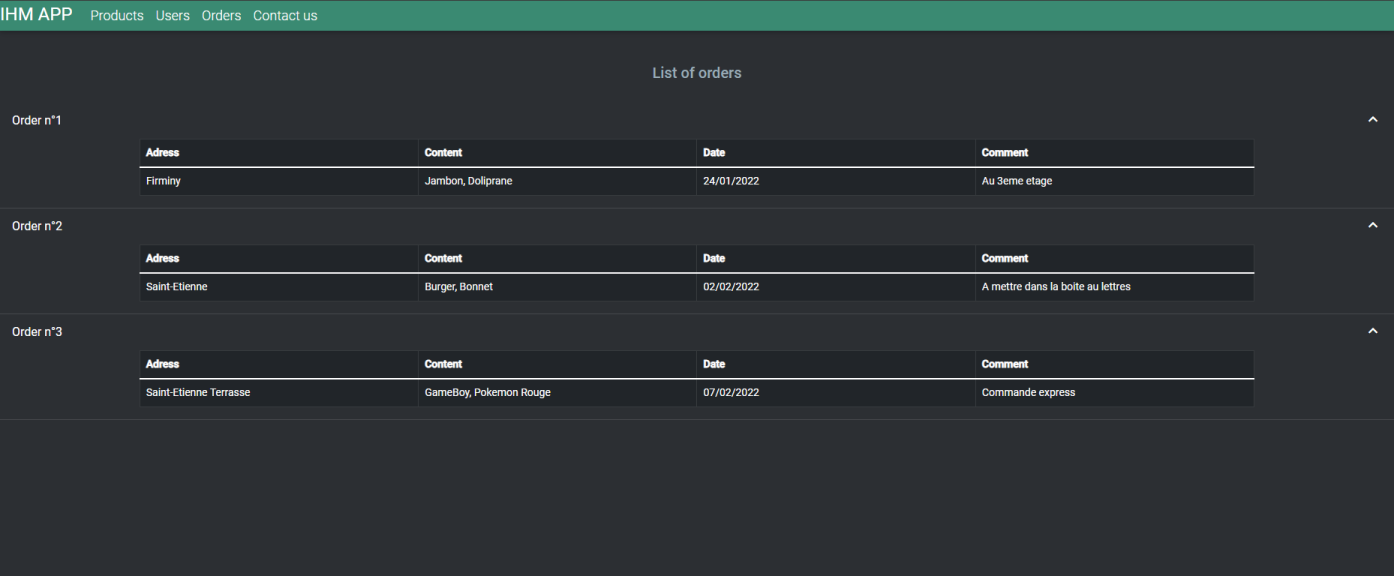 IHM APP Products Users Orders Contact us
List of orders
Order n°1
Adress Content Date Comment
Firminy Jambon, Doliprane 24/01/2022 Au 3eme etage
Order n°2
Adress Content Date Comment
Saint-Etienne Burger, Bonnet 02/02/2022 A mettre dans la boite au lettres
Order n°3
Adress Content Date Comment
Saint-Etienne Terrasse GameBoy, Pokemon Rouge 07/02/2022 Commande express